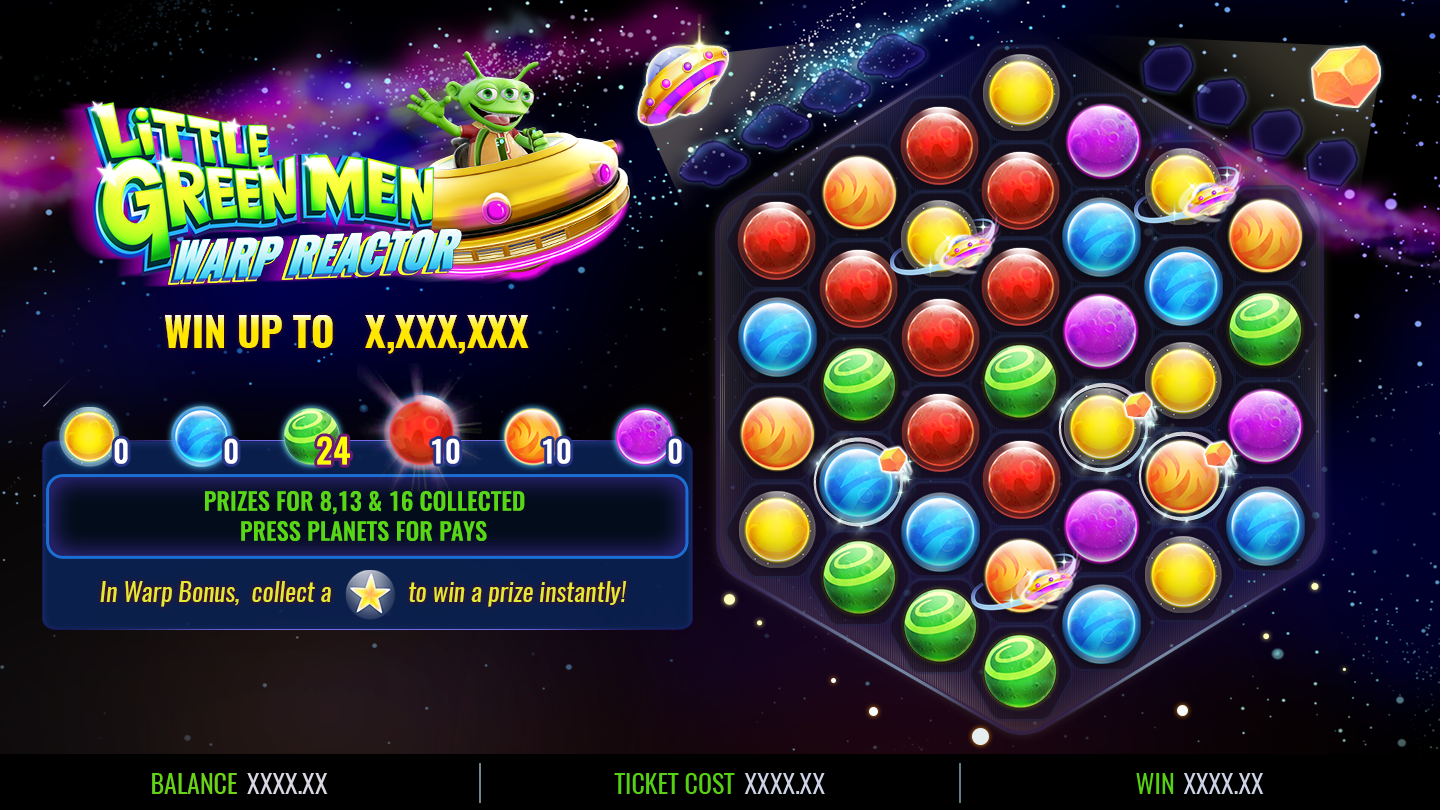 LiTTLE
GREEN MEN
WARP REACTOR
WIN UP TO X,XXX,XXX
0 0 24 10 10 0
PRIZES FOR 8,13 & 16 COLLECTED
PRESS PLANETS FOR PAYS
In Warp Bonus, collect a to win a prize instantly!
BALANCE XXXX.XX TICKET COST XXXX.XX WIN XXXX.XX